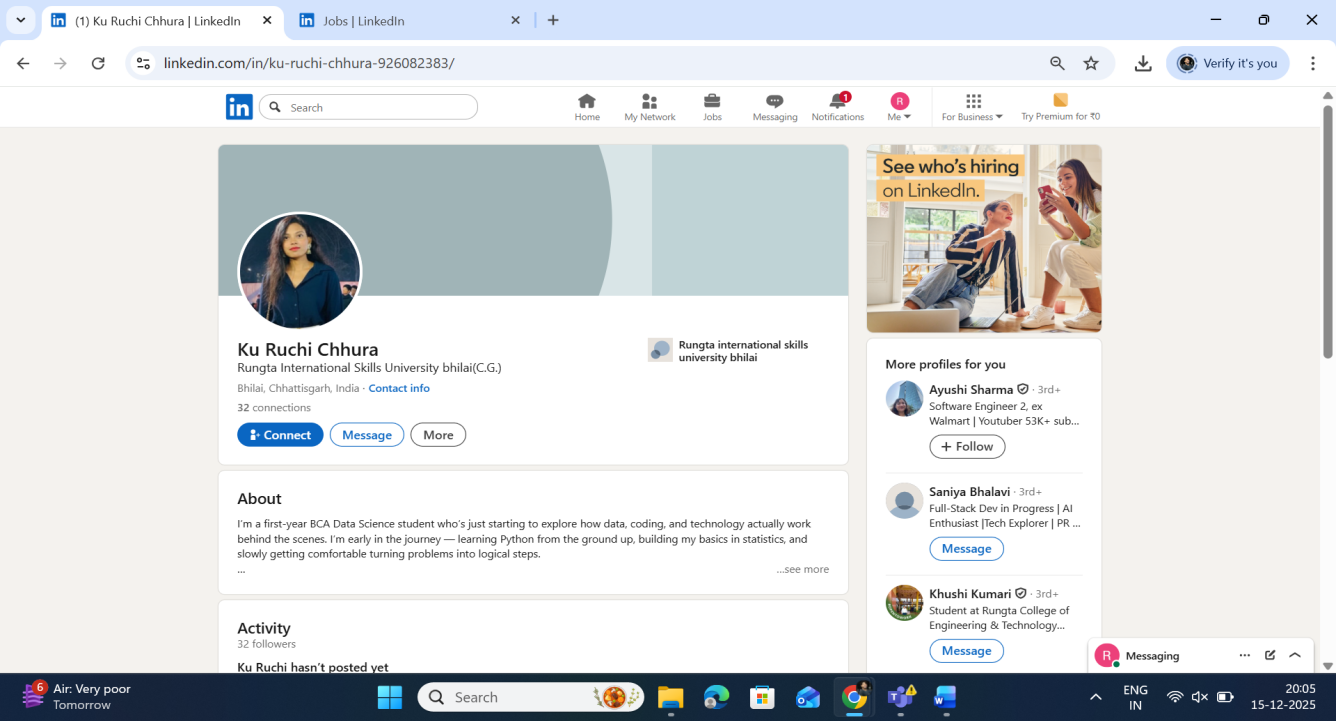 (1) Ku Ruchi Chhura | LinkedIn
Jobs | LinkedIn
linkedin.com/in/ku-ruchi-chhura-926082383/
Verify it's you
in
Search
Home
My Network
Jobs
Messaging
1
Notifications
R
Me
For Business
Try Premium for ₹0
See who's hiring
on LinkedIn.
Ku Ruchi Chhura
Rungta International Skills University bhilai(C.G.)
Bhilai, Chhattisgarh, India · Contact info
32 connections
Rungta international skills
university bhilai
Connect
Message
More
About
I'm a first-year BCA Data Science student who's just starting to explore how data, coding, and technology actually work
behind the scenes. I'm early in the journey — learning Python from the ground up, building my basics in statistics, and
slowly getting comfortable turning problems into logical steps.
...
...see more
Activity
32 followers
Ku Ruchi hasn't posted yet
More profiles for you
Ayushi Sharma · 3rd+
Software Engineer 2, ex
Walmart | Youtuber 53K+ sub...
+ Follow
Saniya Bhalavi · 3rd+
Full-Stack Dev in Progress | AI
Enthusiast |Tech Explorer | PR ...
Message
Khushi Kumari · 3rd+
Student at Rungta College of
Engineering & Technology...
Message
R
Messaging
6
Air: Very poor
Tomorrow
Search
ENG
IN
20:05
15-12-2025